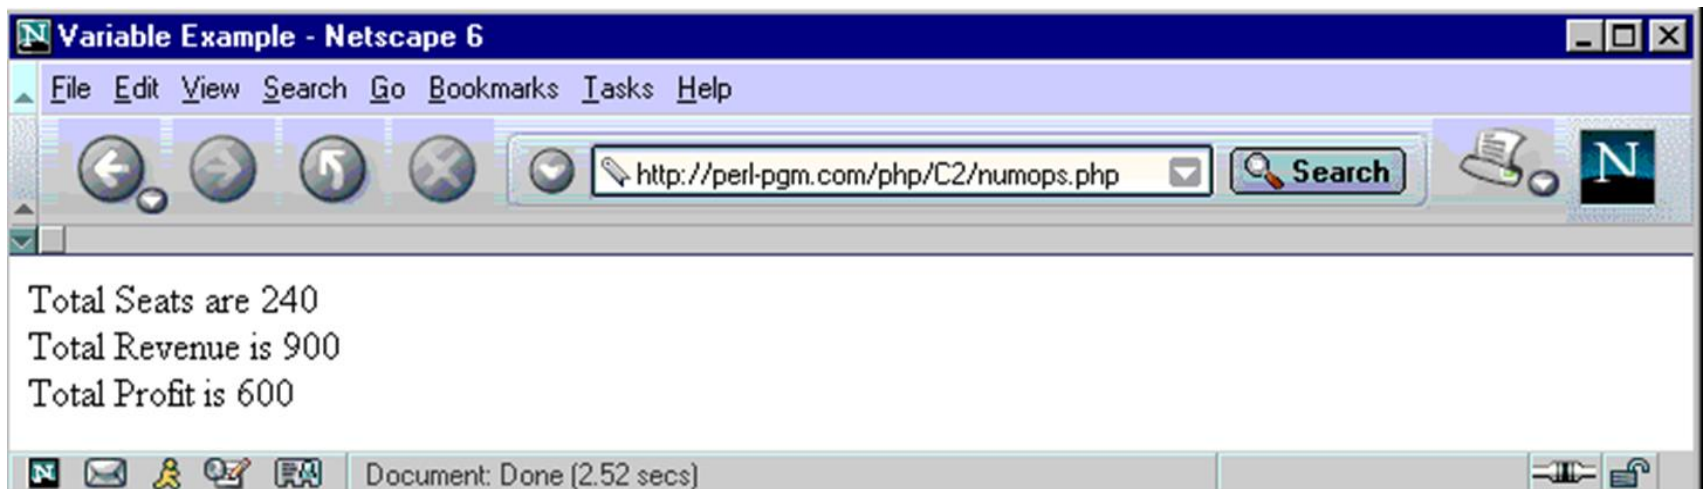 N Variable Example - Netscape 6
File Edit View Search Go Bookmarks Tasks Help
http://perl-pgm.com/php/C2/numops.php Search N
Total Seats are 240
Total Revenue is 900
Total Profit is 600
N Document: Done (2.52 secs)